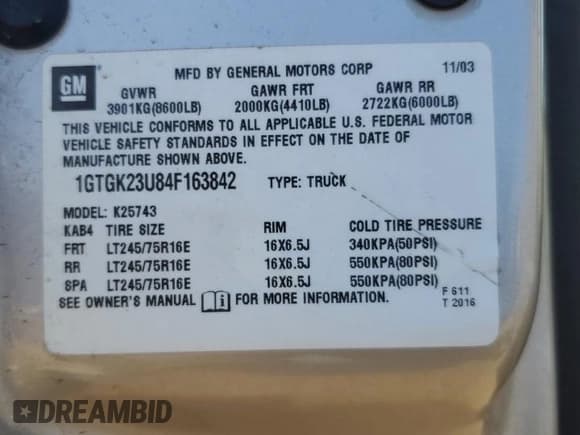 GM
MFD BY GENERAL MOTORS CORP 11/03
GVWR GAWR FRT GAWR RR
3901KG(8600LB) 2000KG(4410LB) 2722KG(6000LB)
THIS VEHICLE CONFORMS TO ALL APPLICABLE U.S. FEDERAL MOTOR
VEHICLE SAFETY STANDARDS IN EFFECT ON THE DATE OF
MANUFACTURE SHOWN ABOVE.
1GTGK23U84F163842 TYPE: TRUCK
MODEL: K25743
KAB4 TIRE SIZE RIM COLD TIRE PRESSURE
FRT LT245/75R16E 16X6.5J 340KPA(50PSI)
RR LT245/75R16E 16X6.5J 550KPA(80PSI)
SPA LT245/75R16E 16X6.5J 550KPA(80PSI)
SEE OWNER'S MANUAL FOR MORE INFORMATION.
F 611
T 2016
DREAMBID